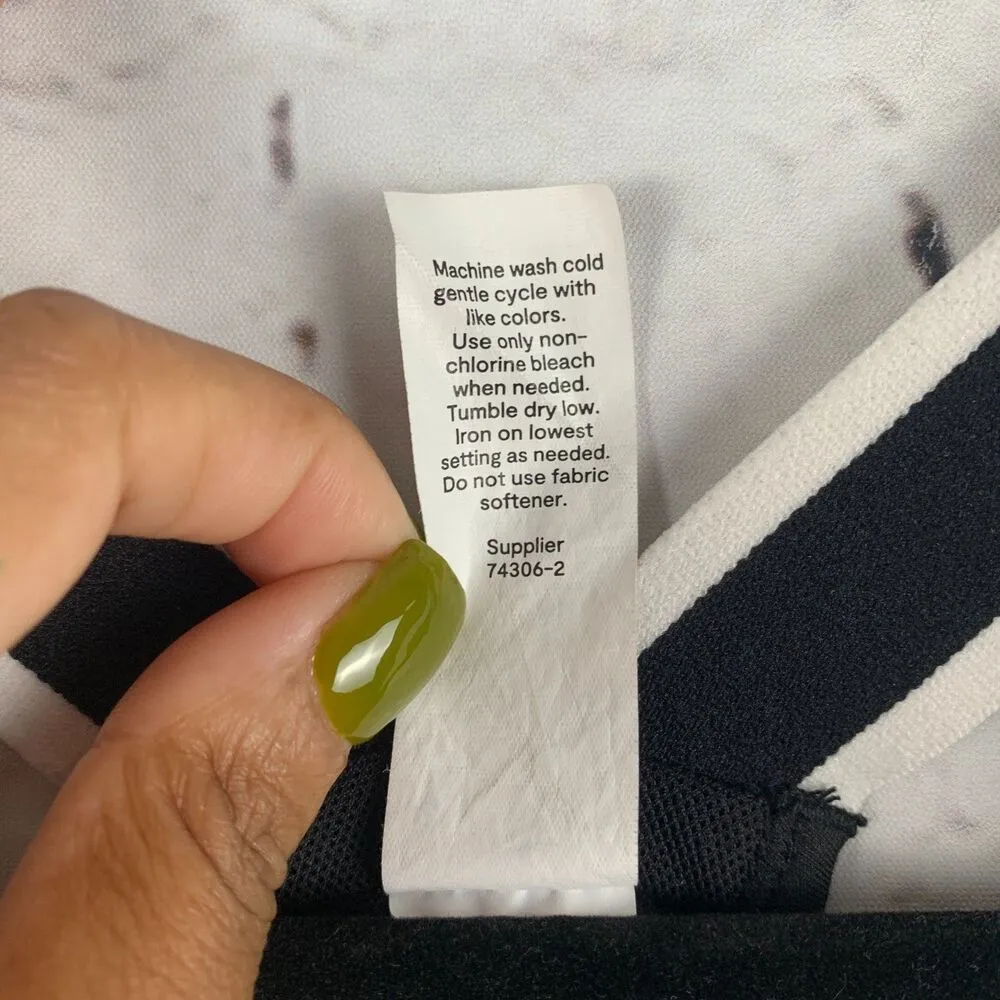 Machine wash cold
gentle cycle with
like colors.
Use only non-
chlorine bleach
when needed.
Tumble dry low.
Iron on lowest
setting as needed.
Do not use fabric
softener.
Supplier
74306-2